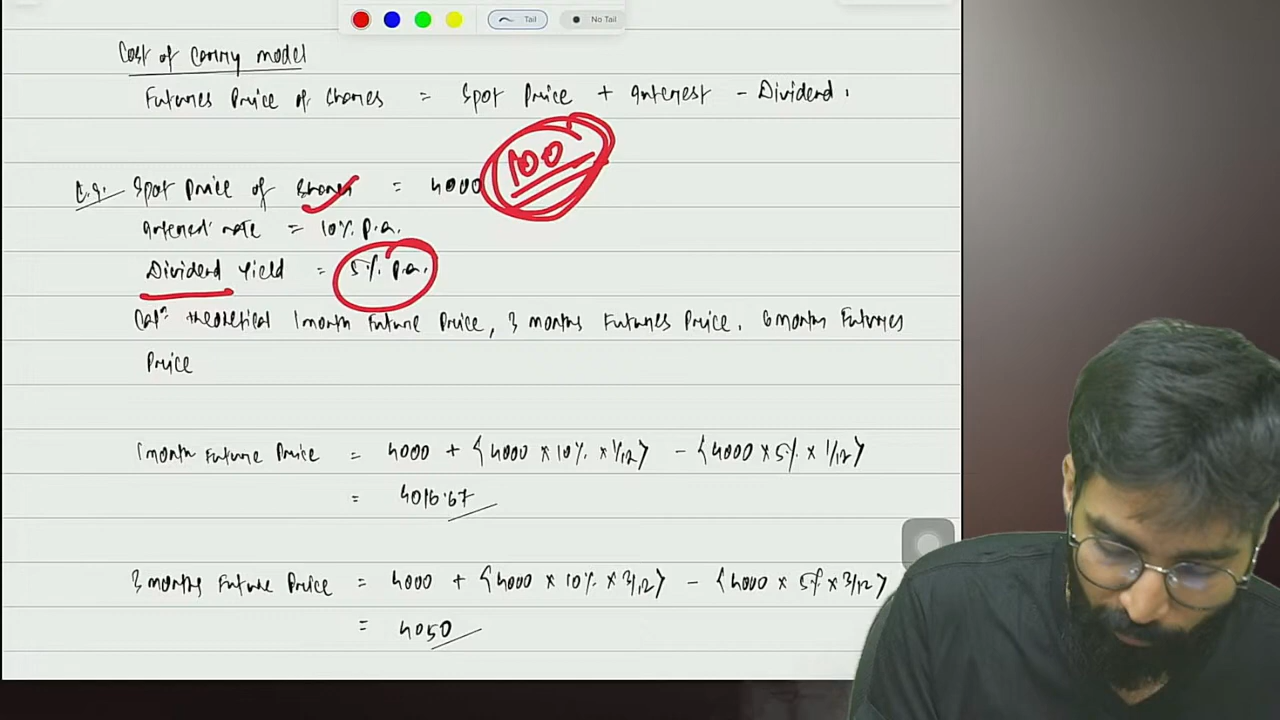 Tail
No Tail
Cost of Carry model
Futures Price of Shares = Spot Price + Interest - Dividend.
100
E.g. Spot Price of Shares = 4000
Interest rate = 10% p.a.
Dividend Yield = 5% p.a.
Calⁿ theoretical 1 month Future Price, 3 months Futures Price. 6 months Futures
Price
1 month Future Price = 4000 + {4000 × 10% × 1/12} - {4000 × 5% × 1/12}
= 4016.67
3 months Future Price = 4000 + {4000 × 10% × 3/12} - {4000 × 5% × 3/12}
= 4050